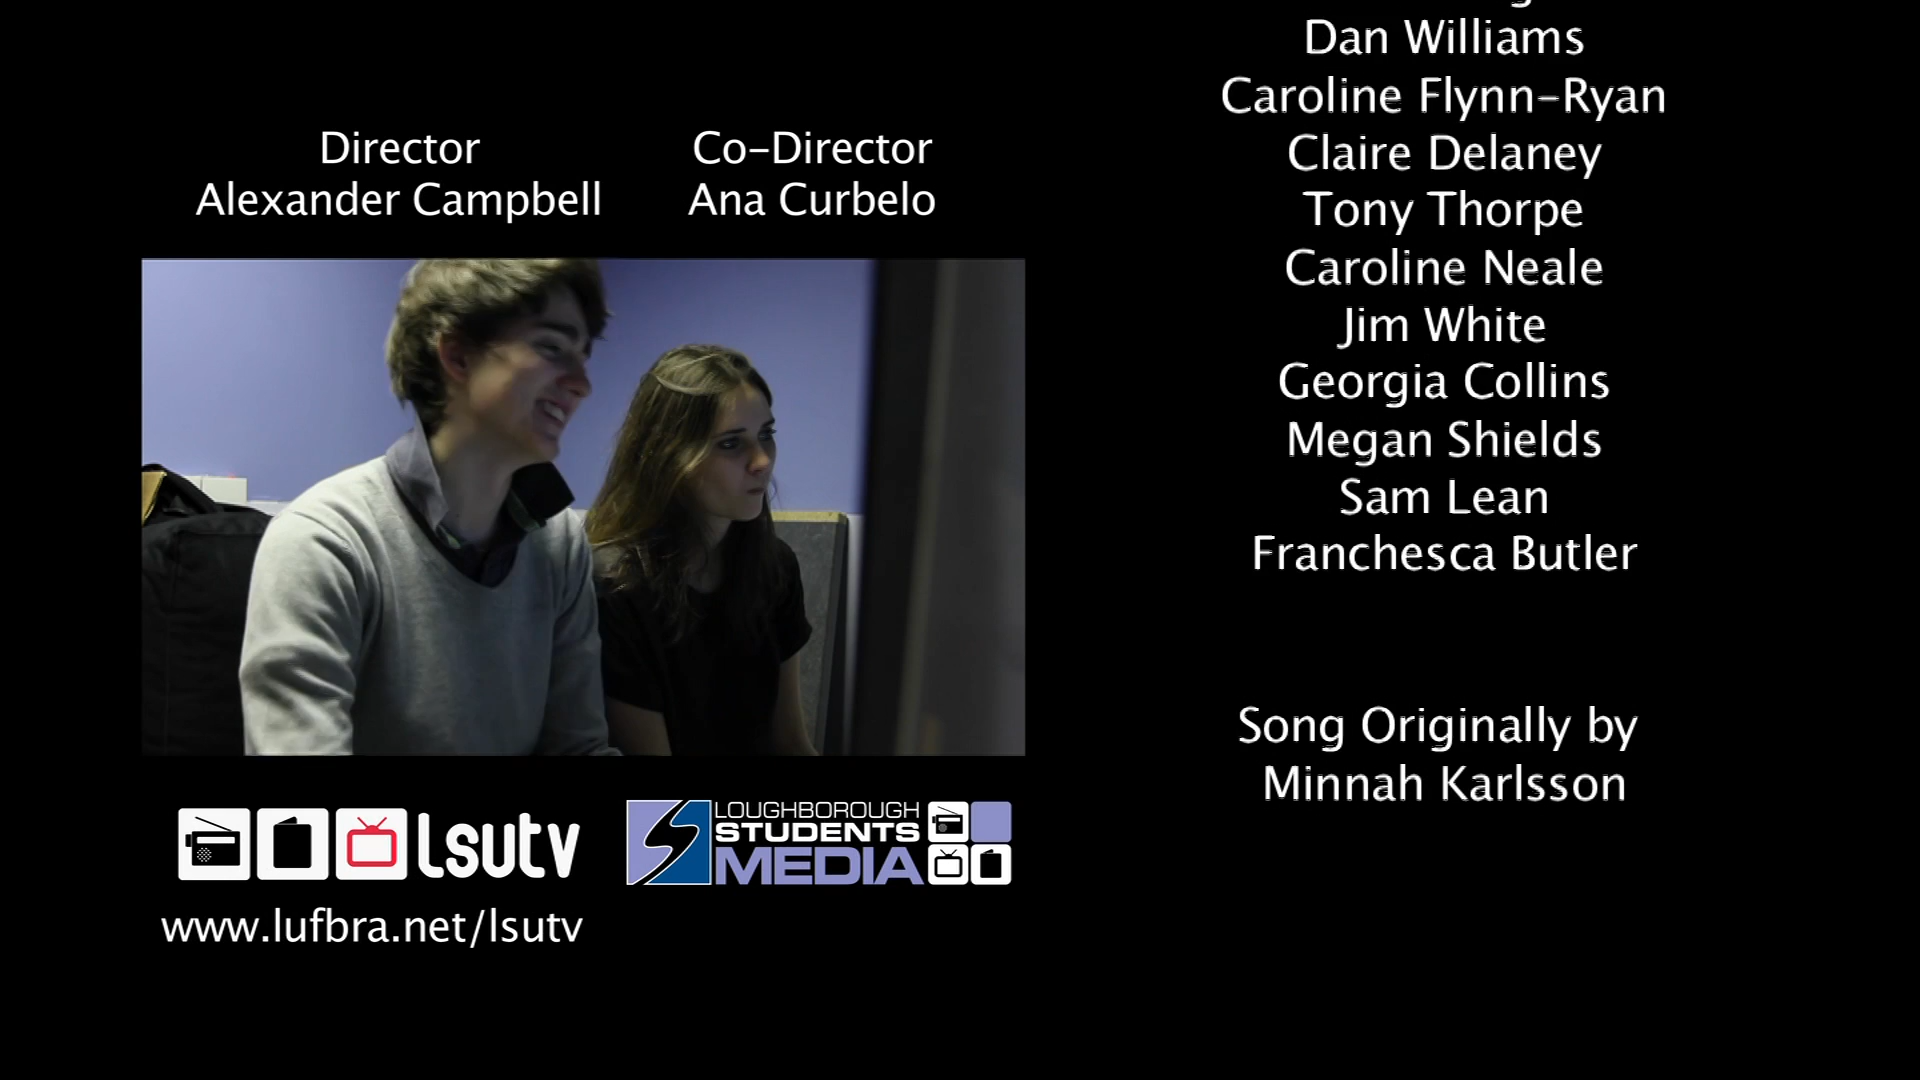 Director
Alexander Campbell
Co-Director
Ana Curbelo
lsutv
www.lufbra.net/lsutv
LOUGHBOROUGH
STUDENTS
MEDIA
Dan Williams
Caroline Flynn-Ryan
Claire Delaney
Tony Thorpe
Caroline Neale
Jim White
Georgia Collins
Megan Shields
Sam Lean
Franchesca Butler
Song Originally by
Minnah Karlsson